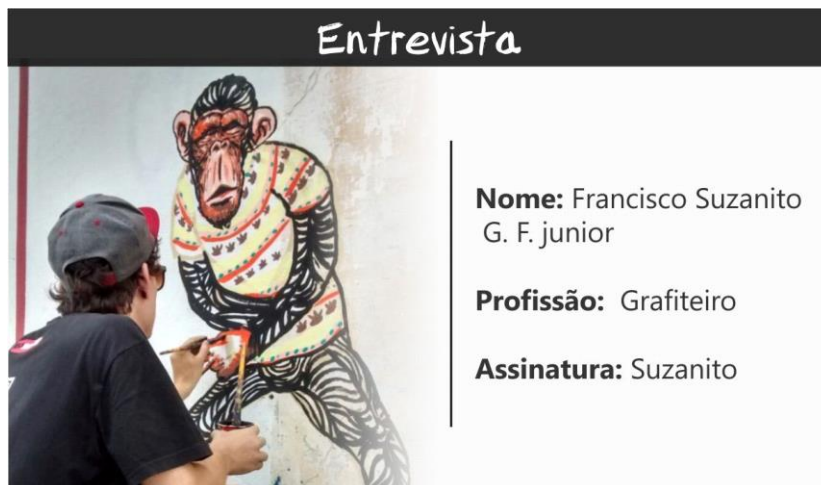 Entrevista
Nome: Francisco Suzanito
G. F. junior
Profissão: Grafiteiro
Assinatura: Suzanito